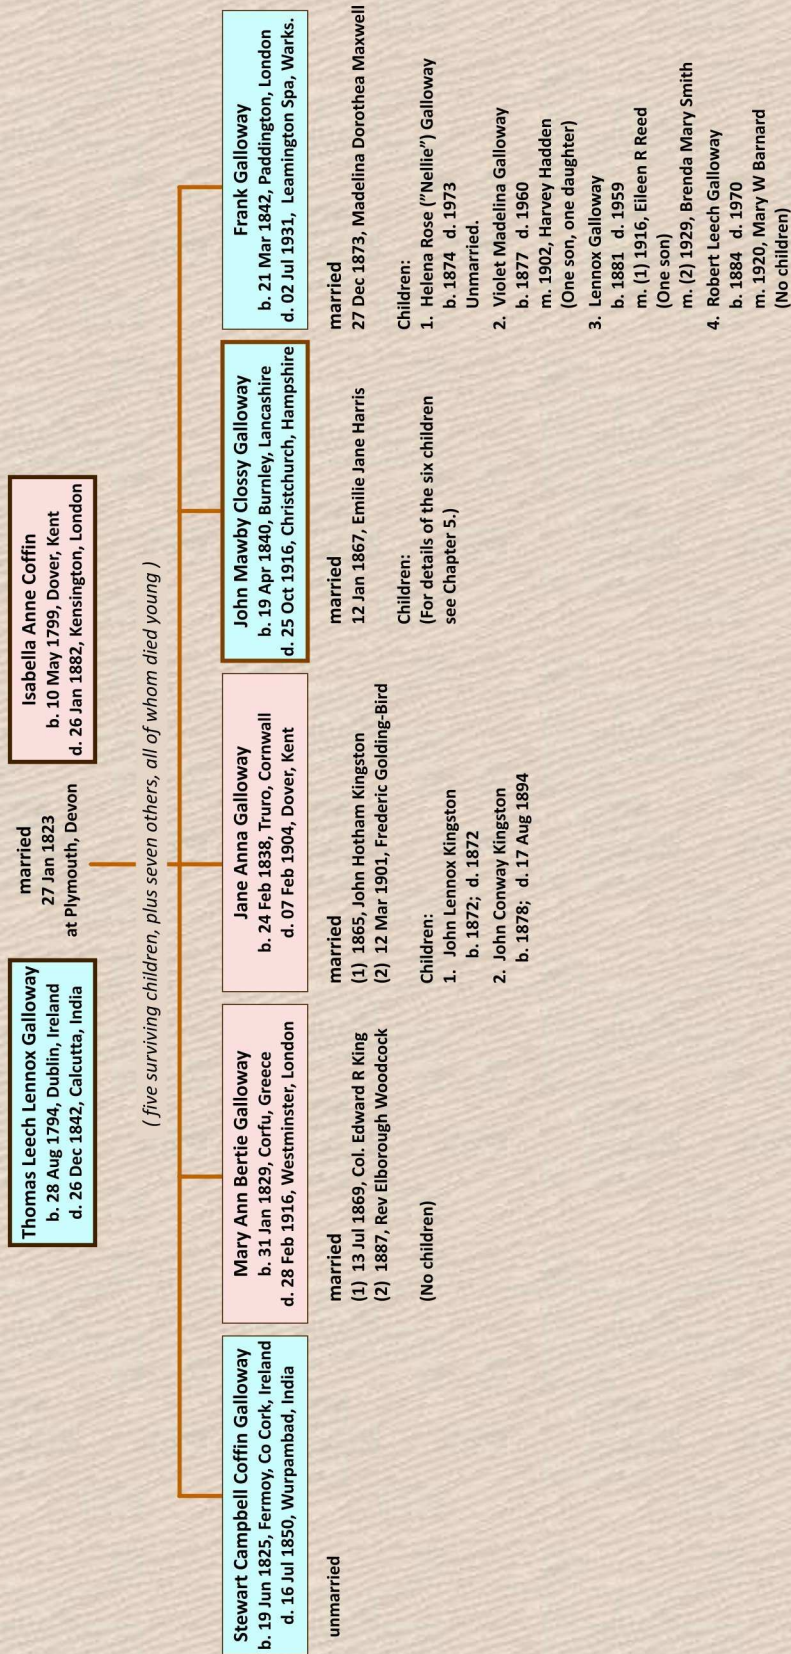 Thomas Leech Lennox Galloway
b. 28 Aug 1794, Dublin, Ireland
d. 26 Dec 1842, Calcutta, India
married
27 Jan 1823
at Plymouth, Devon
Isabella Anne Coffin
b. 10 May 1799, Dover, Kent
d. 26 Jan 1882, Kensington, London
( five surviving children, plus seven others, all of whom died young )
Stewart Campbell Coffin Galloway
b. 19 Jun 1825, Fermoy, Co Cork, Ireland
d. 16 Jul 1850, Wurpambad, India
unmarried
Mary Ann Bertie Galloway
b. 31 Jan 1829, Corfu, Greece
d. 28 Feb 1916, Westminster, London
married
(1) 13 Jul 1869, Col. Edward R King
(2) 1887, Rev Elborough Woodcock
(No children)
Jane Anna Galloway
b. 24 Feb 1838, Truro, Cornwall
d. 07 Feb 1904, Dover, Kent
married
(1) 1865, John Hotham Kingston
(2) 12 Mar 1901, Frederic Golding-Bird
Children:
1. John Lennox Kingston
b. 1872; d. 1872
2. John Conway Kingston
b. 1878; d. 17 Aug 1894
John Mawby Clossy Galloway
b. 19 Apr 1840, Burnley, Lancashire
d. 25 Oct 1916, Christchurch, Hampshire
married
12 Jan 1867, Emilie Jane Harris
Children:
(For details of the six children
see Chapter 5.)
Frank Galloway
b. 21 Mar 1842, Paddington, London
d. 02 Jul 1931, Leamington Spa, Warks.
married
27 Dec 1873, Madelina Dorothea Maxwell
Children:
1. Helena Rose ("Nellie") Galloway
b. 1874 d. 1973
Unmarried.
2. Violet Madelina Galloway
b. 1877 d. 1960
m. 1902, Harvey Hadden
(One son, one daughter)
3. Lennox Galloway
b. 1881 d. 1959
m. (1) 1916, Eileen R Reed
(One son)
m. (2) 1929, Brenda Mary Smith
4. Robert Leech Galloway
b. 1884 d. 1970
m. 1920, Mary W Barnard
(No children)